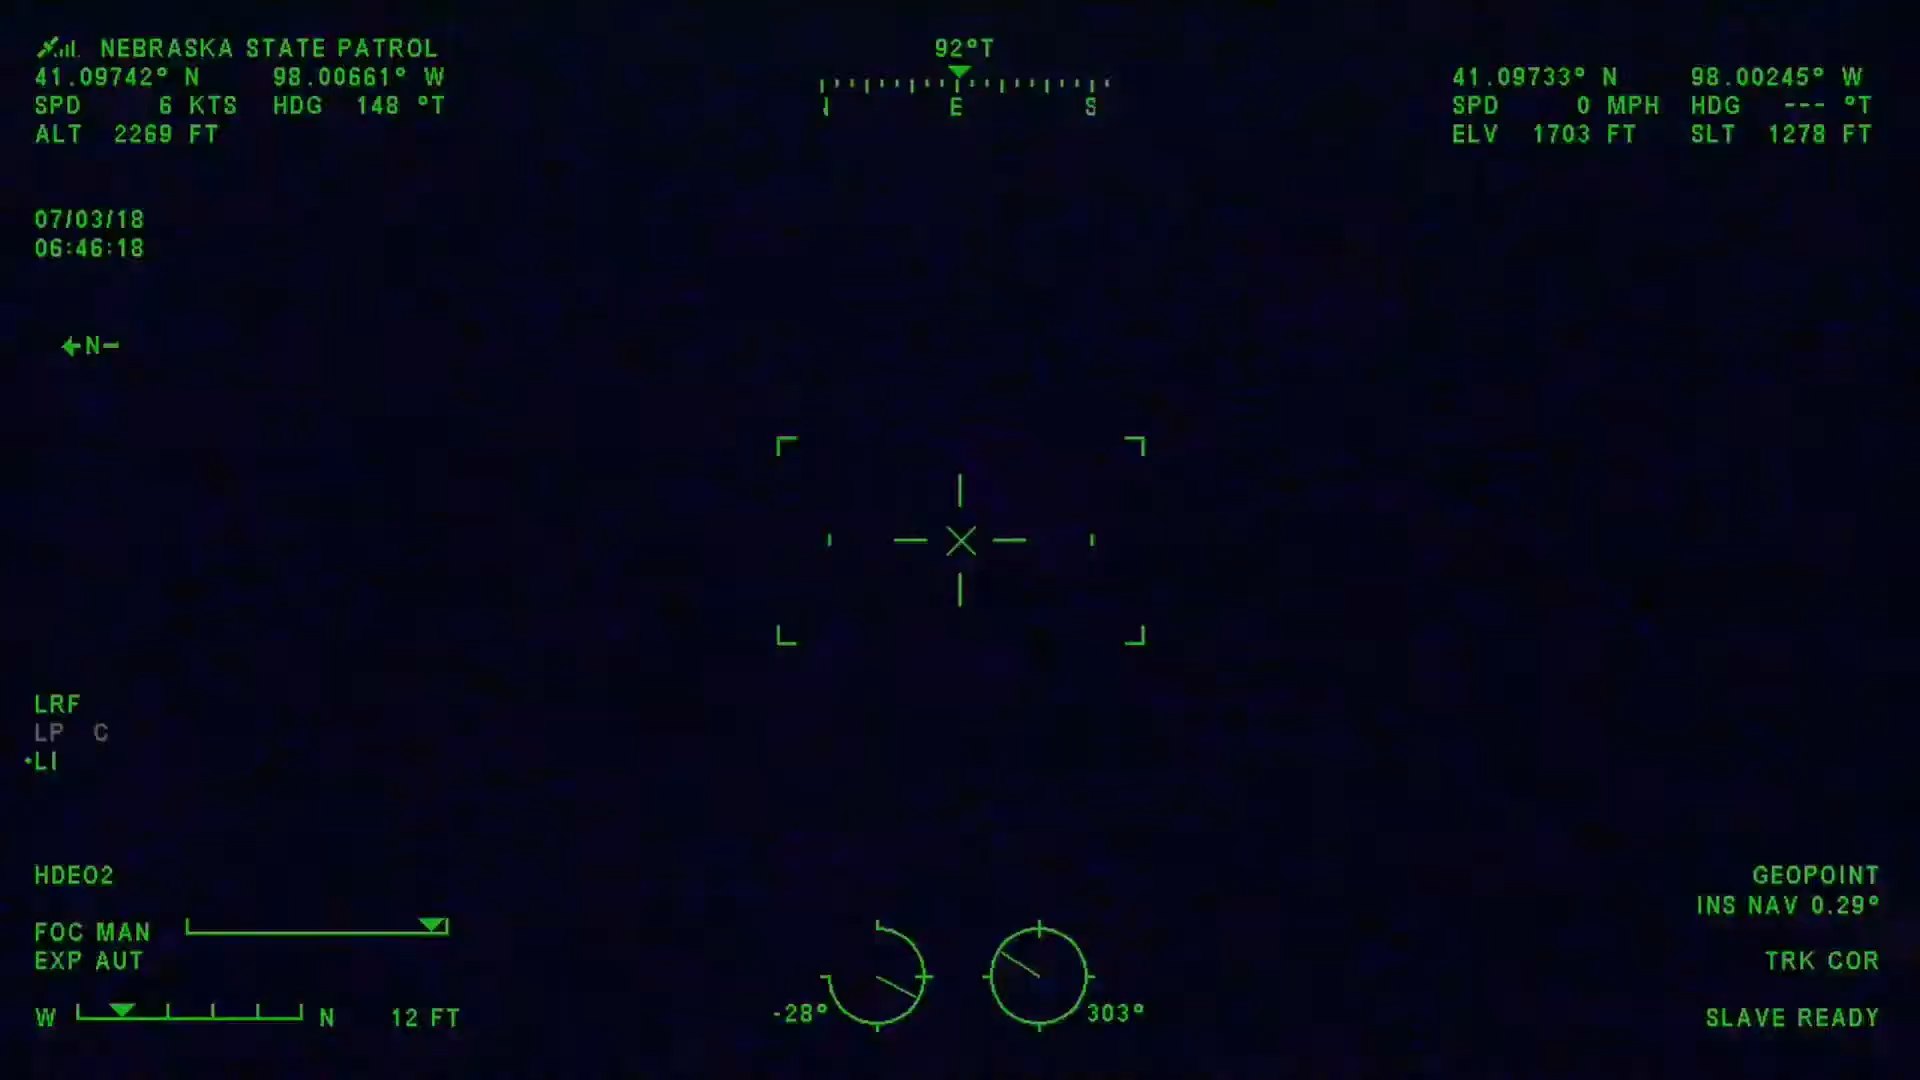 NEBRASKA STATE PATROL
41.09742° N 98.00661° W
SPD 6 KTS HDG 148 °T
ALT 2269 FT
92°T
E S
41.09733° N 98.00245° W
SPD 0 MPH HDG --- °T
ELV 1703 FT SLT 1278 FT
07/03/18
06:46:18
N
LRF
LP C
LI
HDEO2
FOC MAN
EXP AUT
W N 12 FT
-28°
303°
GEOPOINT
INS NAV 0.29°
TRK COR
SLAVE READY